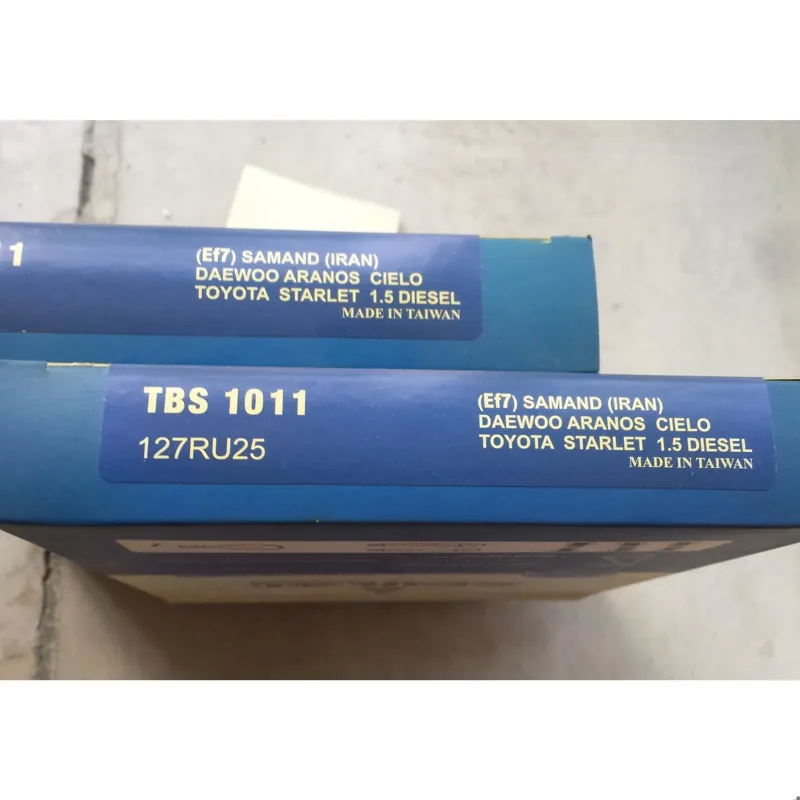 11
(Ef7) SAMAND (IRAN)
DAEWOO ARANOS CIELO
TOYOTA STARLET 1.5 DIESEL
MADE IN TAIWAN
TBS 1011
127RU25
(Ef7) SAMAND (IRAN)
DAEWOO ARANOS CIELO
TOYOTA STARLET 1.5 DIESEL
MADE IN TAIWAN